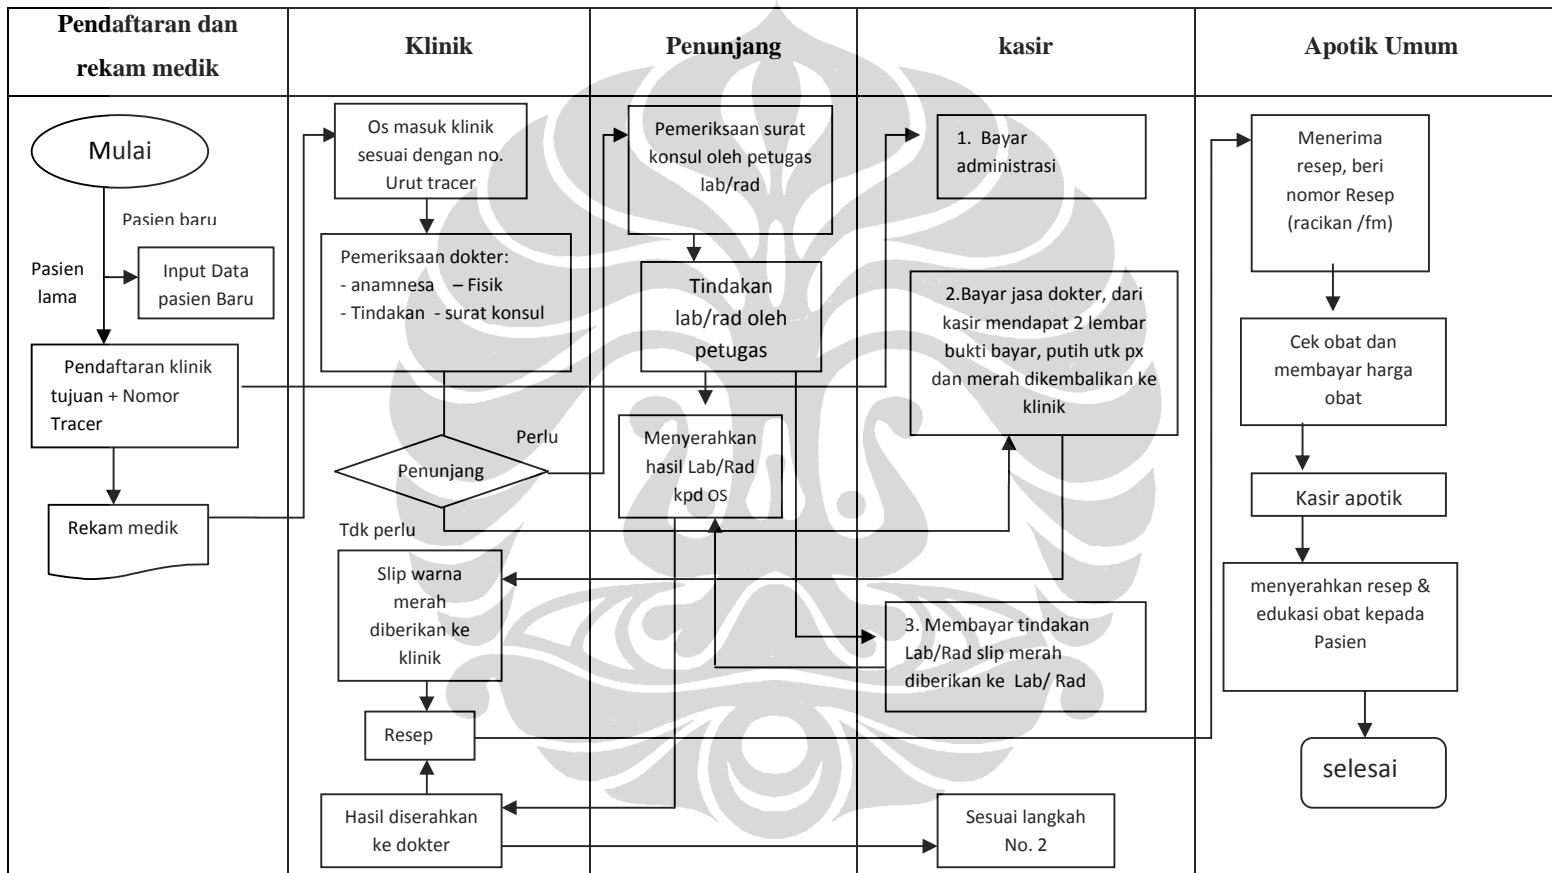 Pendaftaran dan
rekam medik
Klinik
Penunjang
kasir
Apotik Umum
Mulai
Pasien baru
Pasien
lama
Input Data
pasien Baru
Pendaftaran klinik
tujuan + Nomor
Tracer
Rekam medik
Os masuk klinik
sesuai dengan no.
Urut tracer
Pemeriksaan dokter:
- anamnesa – Fisik
- Tindakan - surat konsul
Penunjang
Perlu
Tdk perlu
Slip warna
merah
diberikan ke
klinik
Resep
Hasil diserahkan
ke dokter
Pemeriksaan surat
konsul oleh petugas
lab/rad
Tindakan
lab/rad oleh
petugas
Menyerahkan
hasil Lab/Rad
kpd OS
1. Bayar
administrasi
2.Bayar jasa dokter, dari
kasir mendapat 2 lembar
bukti bayar, putih utk px
dan merah dikembalikan ke
klinik
3. Membayar tindakan
Lab/Rad slip merah
diberikan ke Lab/ Rad
Sesuai langkah
No. 2
Menerima
resep, beri
nomor Resep
(racikan /fm)
Cek obat dan
membayar harga
obat
Kasir apotik
menyerahkan resep &
edukasi obat kepada
Pasien
selesai